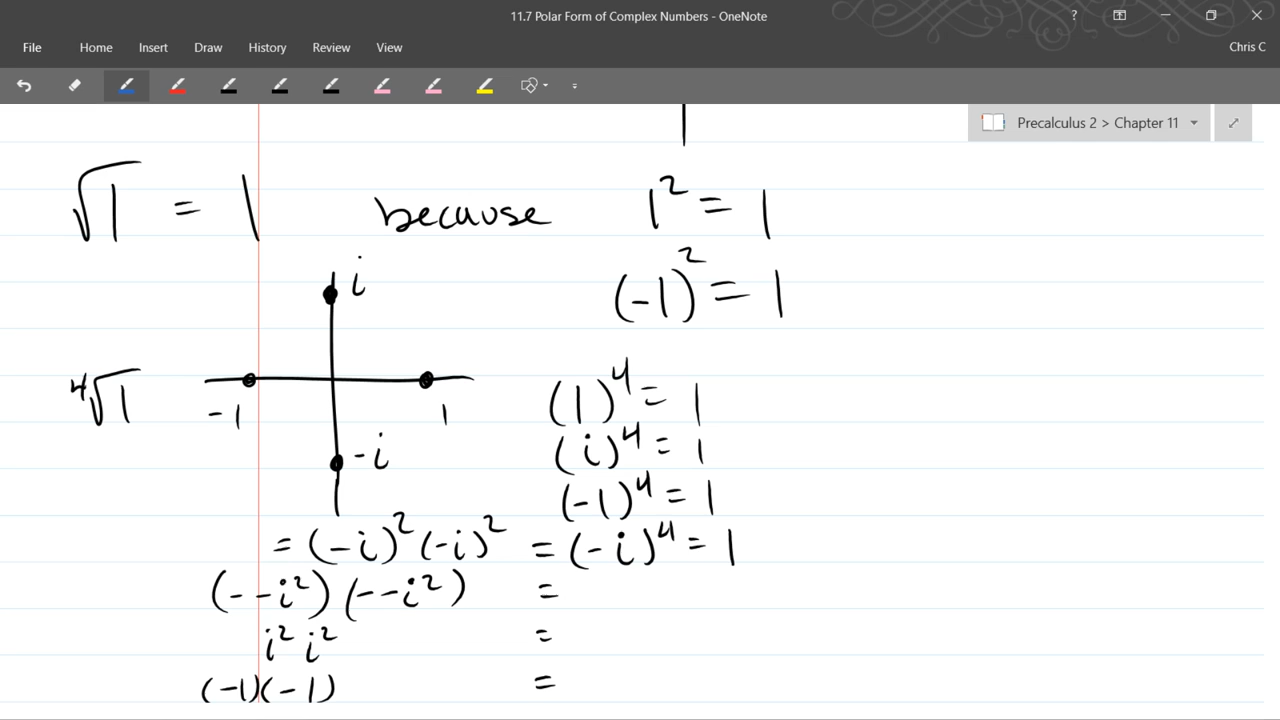 11.7 Polar Form of Complex Numbers - OneNote
?
File Home Insert Draw History Review View
Chris C
Precalculus 2 > Chapter 11
√1 = 1 because 1² = 1
i
(-1)² = 1
⁴√1
-1
1
(1)⁴ = 1
-i
(i)⁴ = 1
(-1)⁴ = 1
= (-i)²(-i)² = (-i)⁴ = 1
(--i²)(--i²) =
i² i² =
(-1)(-1) =